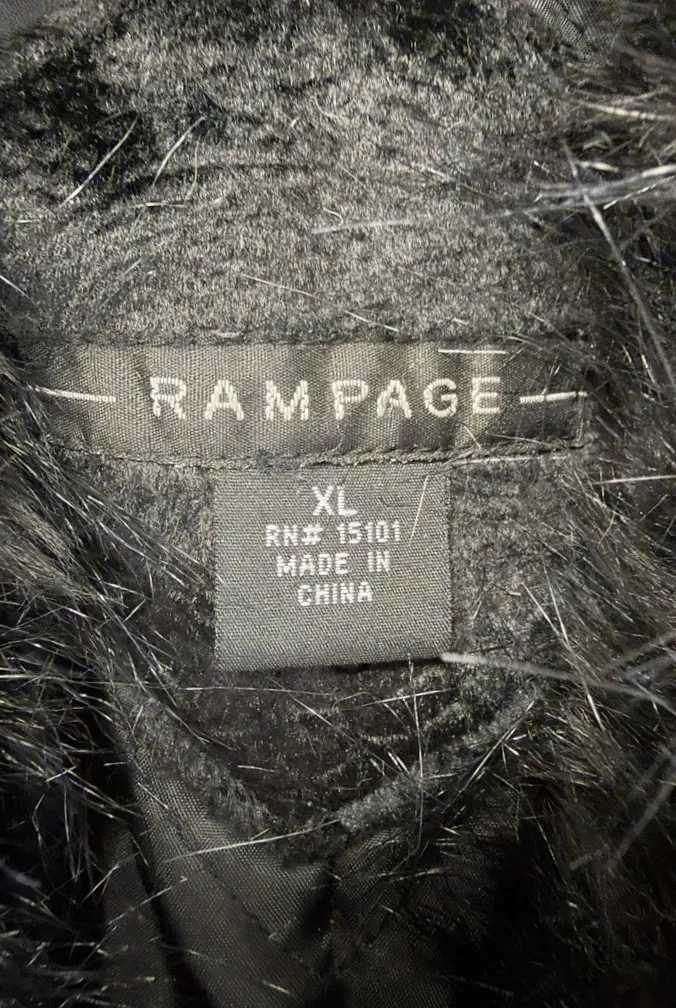 RAMPAGE
XL
RN# 15101
MADE IN
CHINA